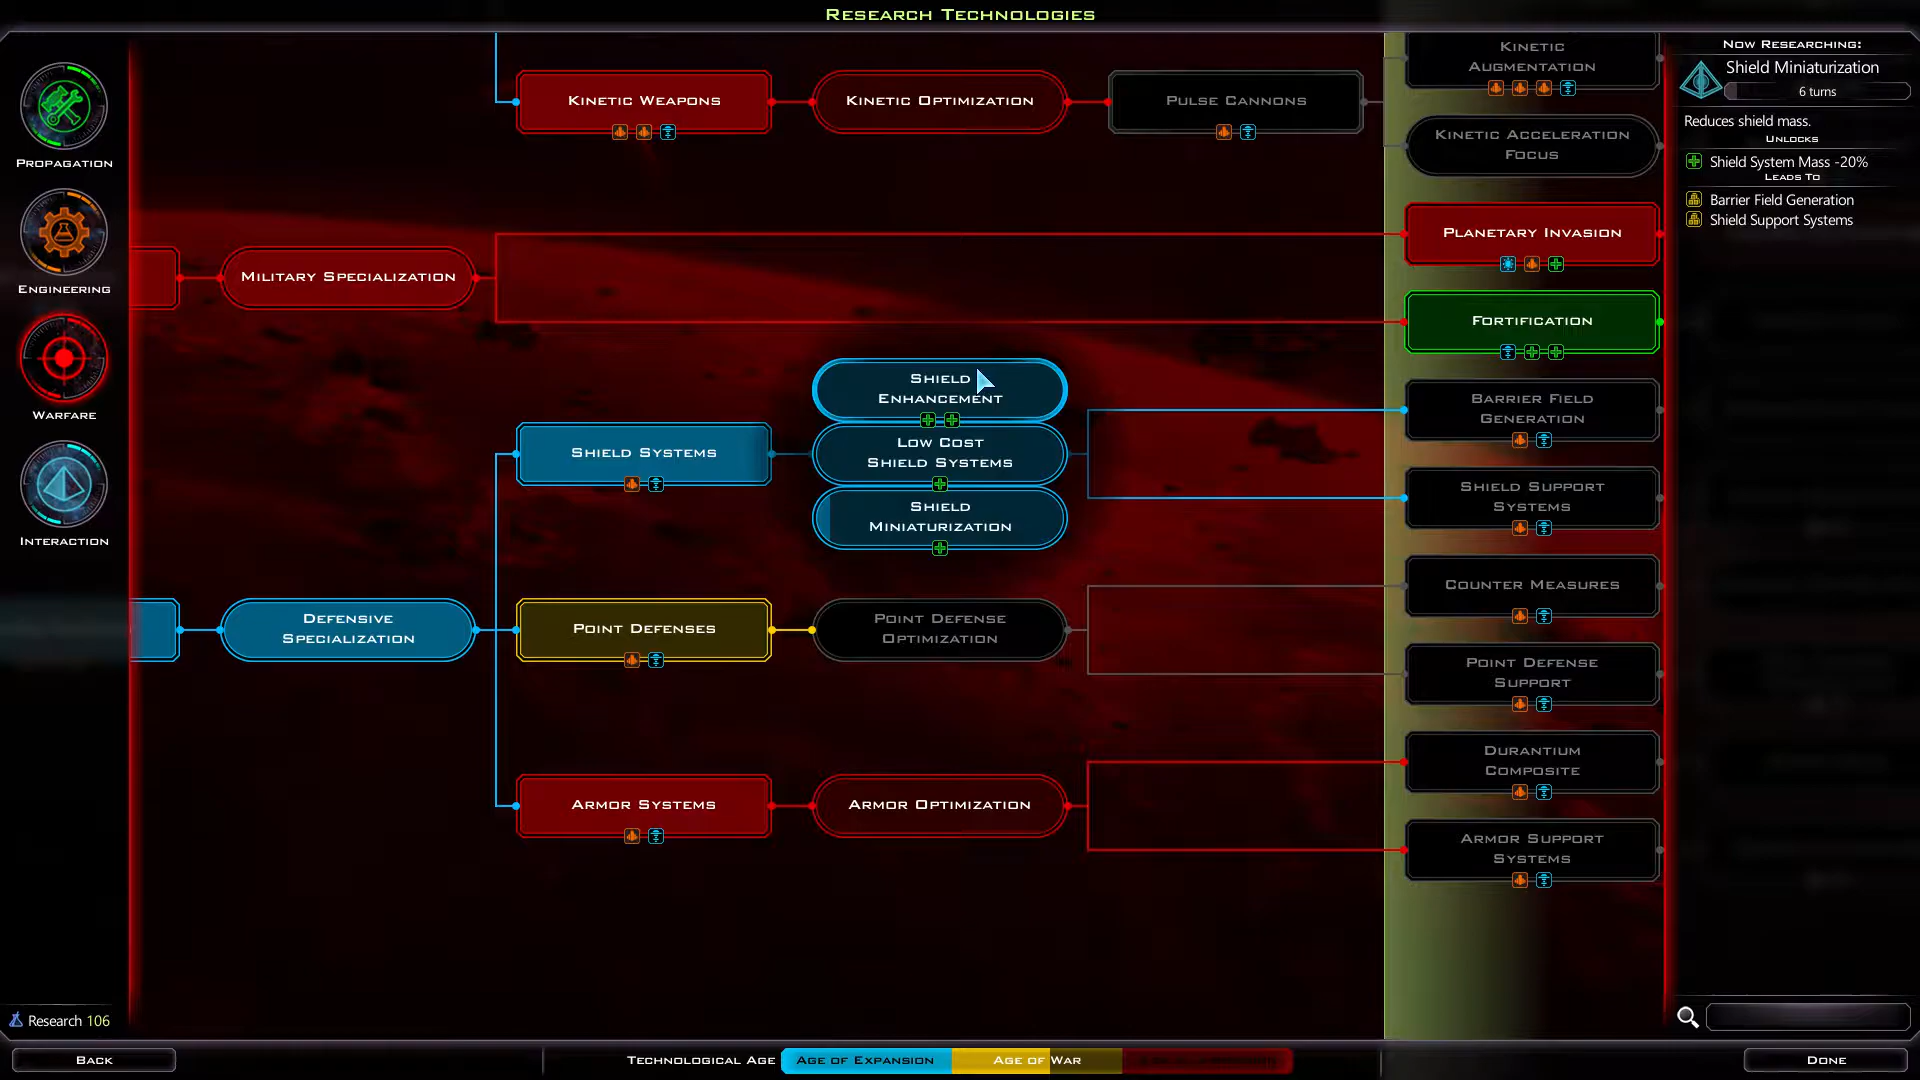 Research Technologies
Propagation
Engineering
Warfare
Interaction
Kinetic Weapons
Kinetic Optimization
Pulse Cannons
Kinetic
Augmentation
Kinetic Acceleration
Focus
Military Specialization
Planetary Invasion
Fortification
Shield Systems
Shield
Enhancement
Low Cost
Shield Systems
Shield
Miniaturization
Barrier Field
Generation
Shield Support
Systems
Defensive
Specialization
Point Defenses
Point Defense
Optimization
Counter Measures
Point Defense
Support
Armor Systems
Armor Optimization
Durantium
Composite
Armor Support
Systems
Now Researching:
Shield Miniaturization
6 turns
Reduces shield mass.
Unlocks
Shield System Mass -20%
Leads To
Barrier Field Generation
Shield Support Systems
Research 106
Back
Technological Age
Age of Expansion
Age of War
Done